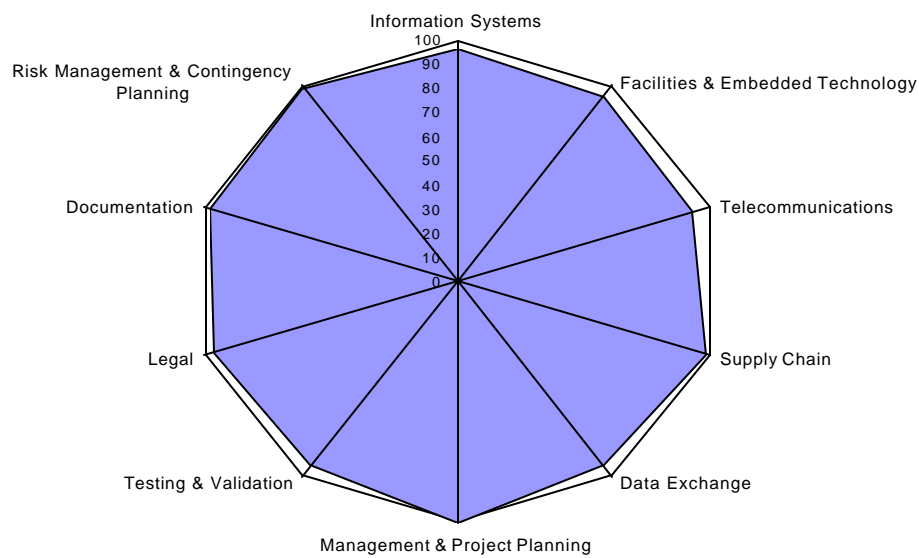 Information Systems
100
90
80
70
60
50
40
30
20
10
0
Facilities & Embedded Technology
Telecommunications
Supply Chain
Data Exchange
Management & Project Planning
Testing & Validation
Legal
Documentation
Risk Management & Contingency
Planning